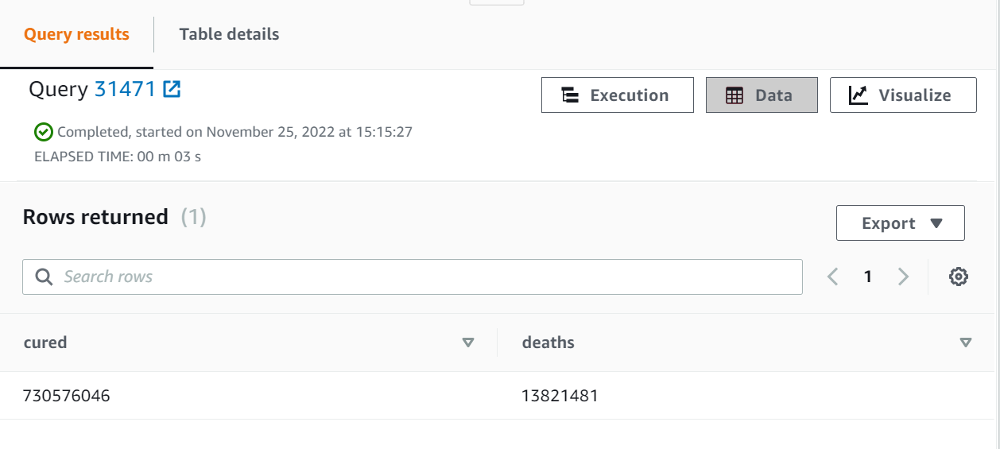 Query results Table details
Query 31471
Execution Data Visualize
Completed, started on November 25, 2022 at 15:15:27
ELAPSED TIME: 00 m 03 s
Rows returned (1)
Export
Search rows
1
cured deaths
730576046 13821481